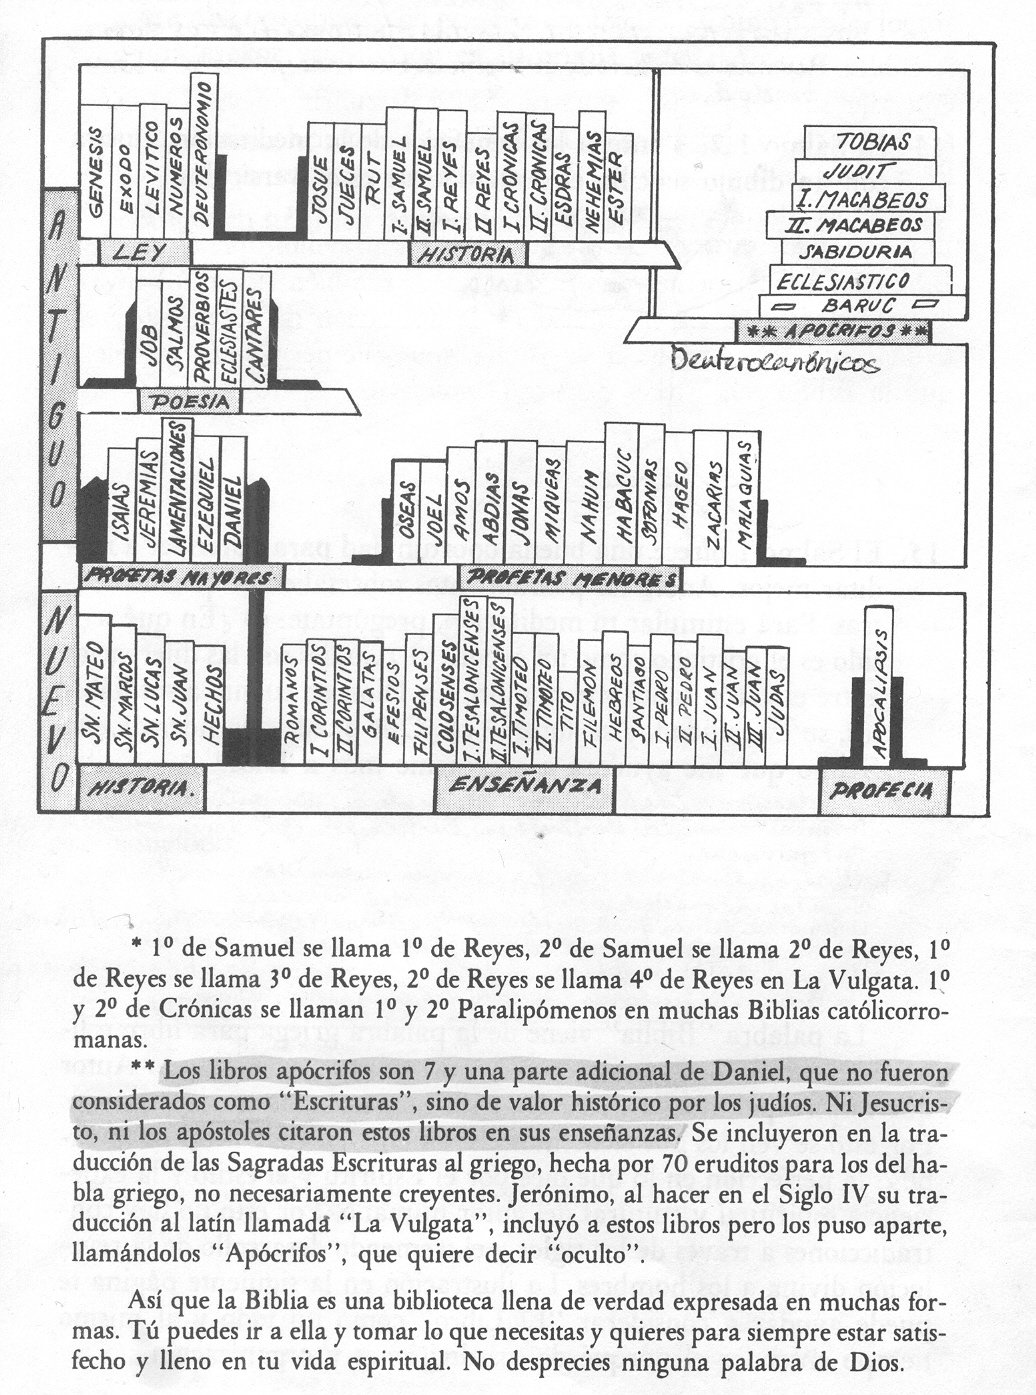 ANTIGUO
GENESIS
EXODO
LEVITICO
NUMEROS
DEUTERONOMIO
LEY
JOSUE
JUECES
RUT
I- SAMUEL
II. SAMUEL
I. REYES
II REYES
I CRONICAS
II. CRONICAS
ESDRAS
NEHEMIAS
ESTER
HISTORIA
TOBIAS
JUDIT
I. MACABEOS
II. MACABEOS
SABIDURIA
ECLESIASTICO
BARUC
** APOCRIFOS **
Deuterocanónicos
JOB
SALMOS
PROVERBIOS
ECLESIASTES
CANTARES
POESIA
ISAIAS
JEREMIAS
LAMENTACIONES
EZEQUIEL
DANIEL
PROFETAS MAYORES
OSEAS
JOEL
AMOS
ABDIAS
JONAS
MIQUEAS
NAHUM
HABACUC
SOFONIAS
HAGEO
ZACARIAS
MALAQUIAS
PROFETAS MENORES
NUEVO
SN. MATEO
SN. MARCOS
SN. LUCAS
SN. JUAN
HECHOS
HISTORIA.
ROMANOS
I CORINTIOS
II CORINTIOS
GALATAS
EFESIOS
FILIPENSES
COLOSENSES
I. TESALONICENSES
II. TESALONICENSES
I. TIMOTEO
II. TIMOTEO
TITO
FILEMON
HEBREOS
SANTIAGO
I. PEDRO
II. PEDRO
I. JUAN
II. JUAN
III. JUAN
JUDAS
ENSEÑANZA
APOCALIPSIS
PROFECIA
* 1º de Samuel se llama 1º de Reyes, 2º de Samuel se llama 2º de Reyes, 1º
de Reyes se llama 3º de Reyes, 2º de Reyes se llama 4º de Reyes en La Vulgata. 1º
y 2º de Crónicas se llaman 1º y 2º Paralipómenos en muchas Biblias católicorro-
manas.
** Los libros apócrifos son 7 y una parte adicional de Daniel, que no fueron
considerados como “Escrituras”, sino de valor histórico por los judíos. Ni Jesucris-
to, ni los apóstoles citaron estos libros en sus enseñanzas. Se incluyeron en la tra-
ducción de las Sagradas Escrituras al griego, hecha por 70 eruditos para los del ha-
bla griego, no necesariamente creyentes. Jerónimo, al hacer en el Siglo IV su tra-
ducción al latín llamada “La Vulgata”, incluyó a estos libros pero los puso aparte,
llamándolos “Apócrifos”, que quiere decir “oculto”.
Así que la Biblia es una biblioteca llena de verdad expresada en muchas for-
mas. Tú puedes ir a ella y tomar lo que necesitas y quieres para siempre estar satis-
fecho y lleno en tu vida espiritual. No desprecies ninguna palabra de Dios.